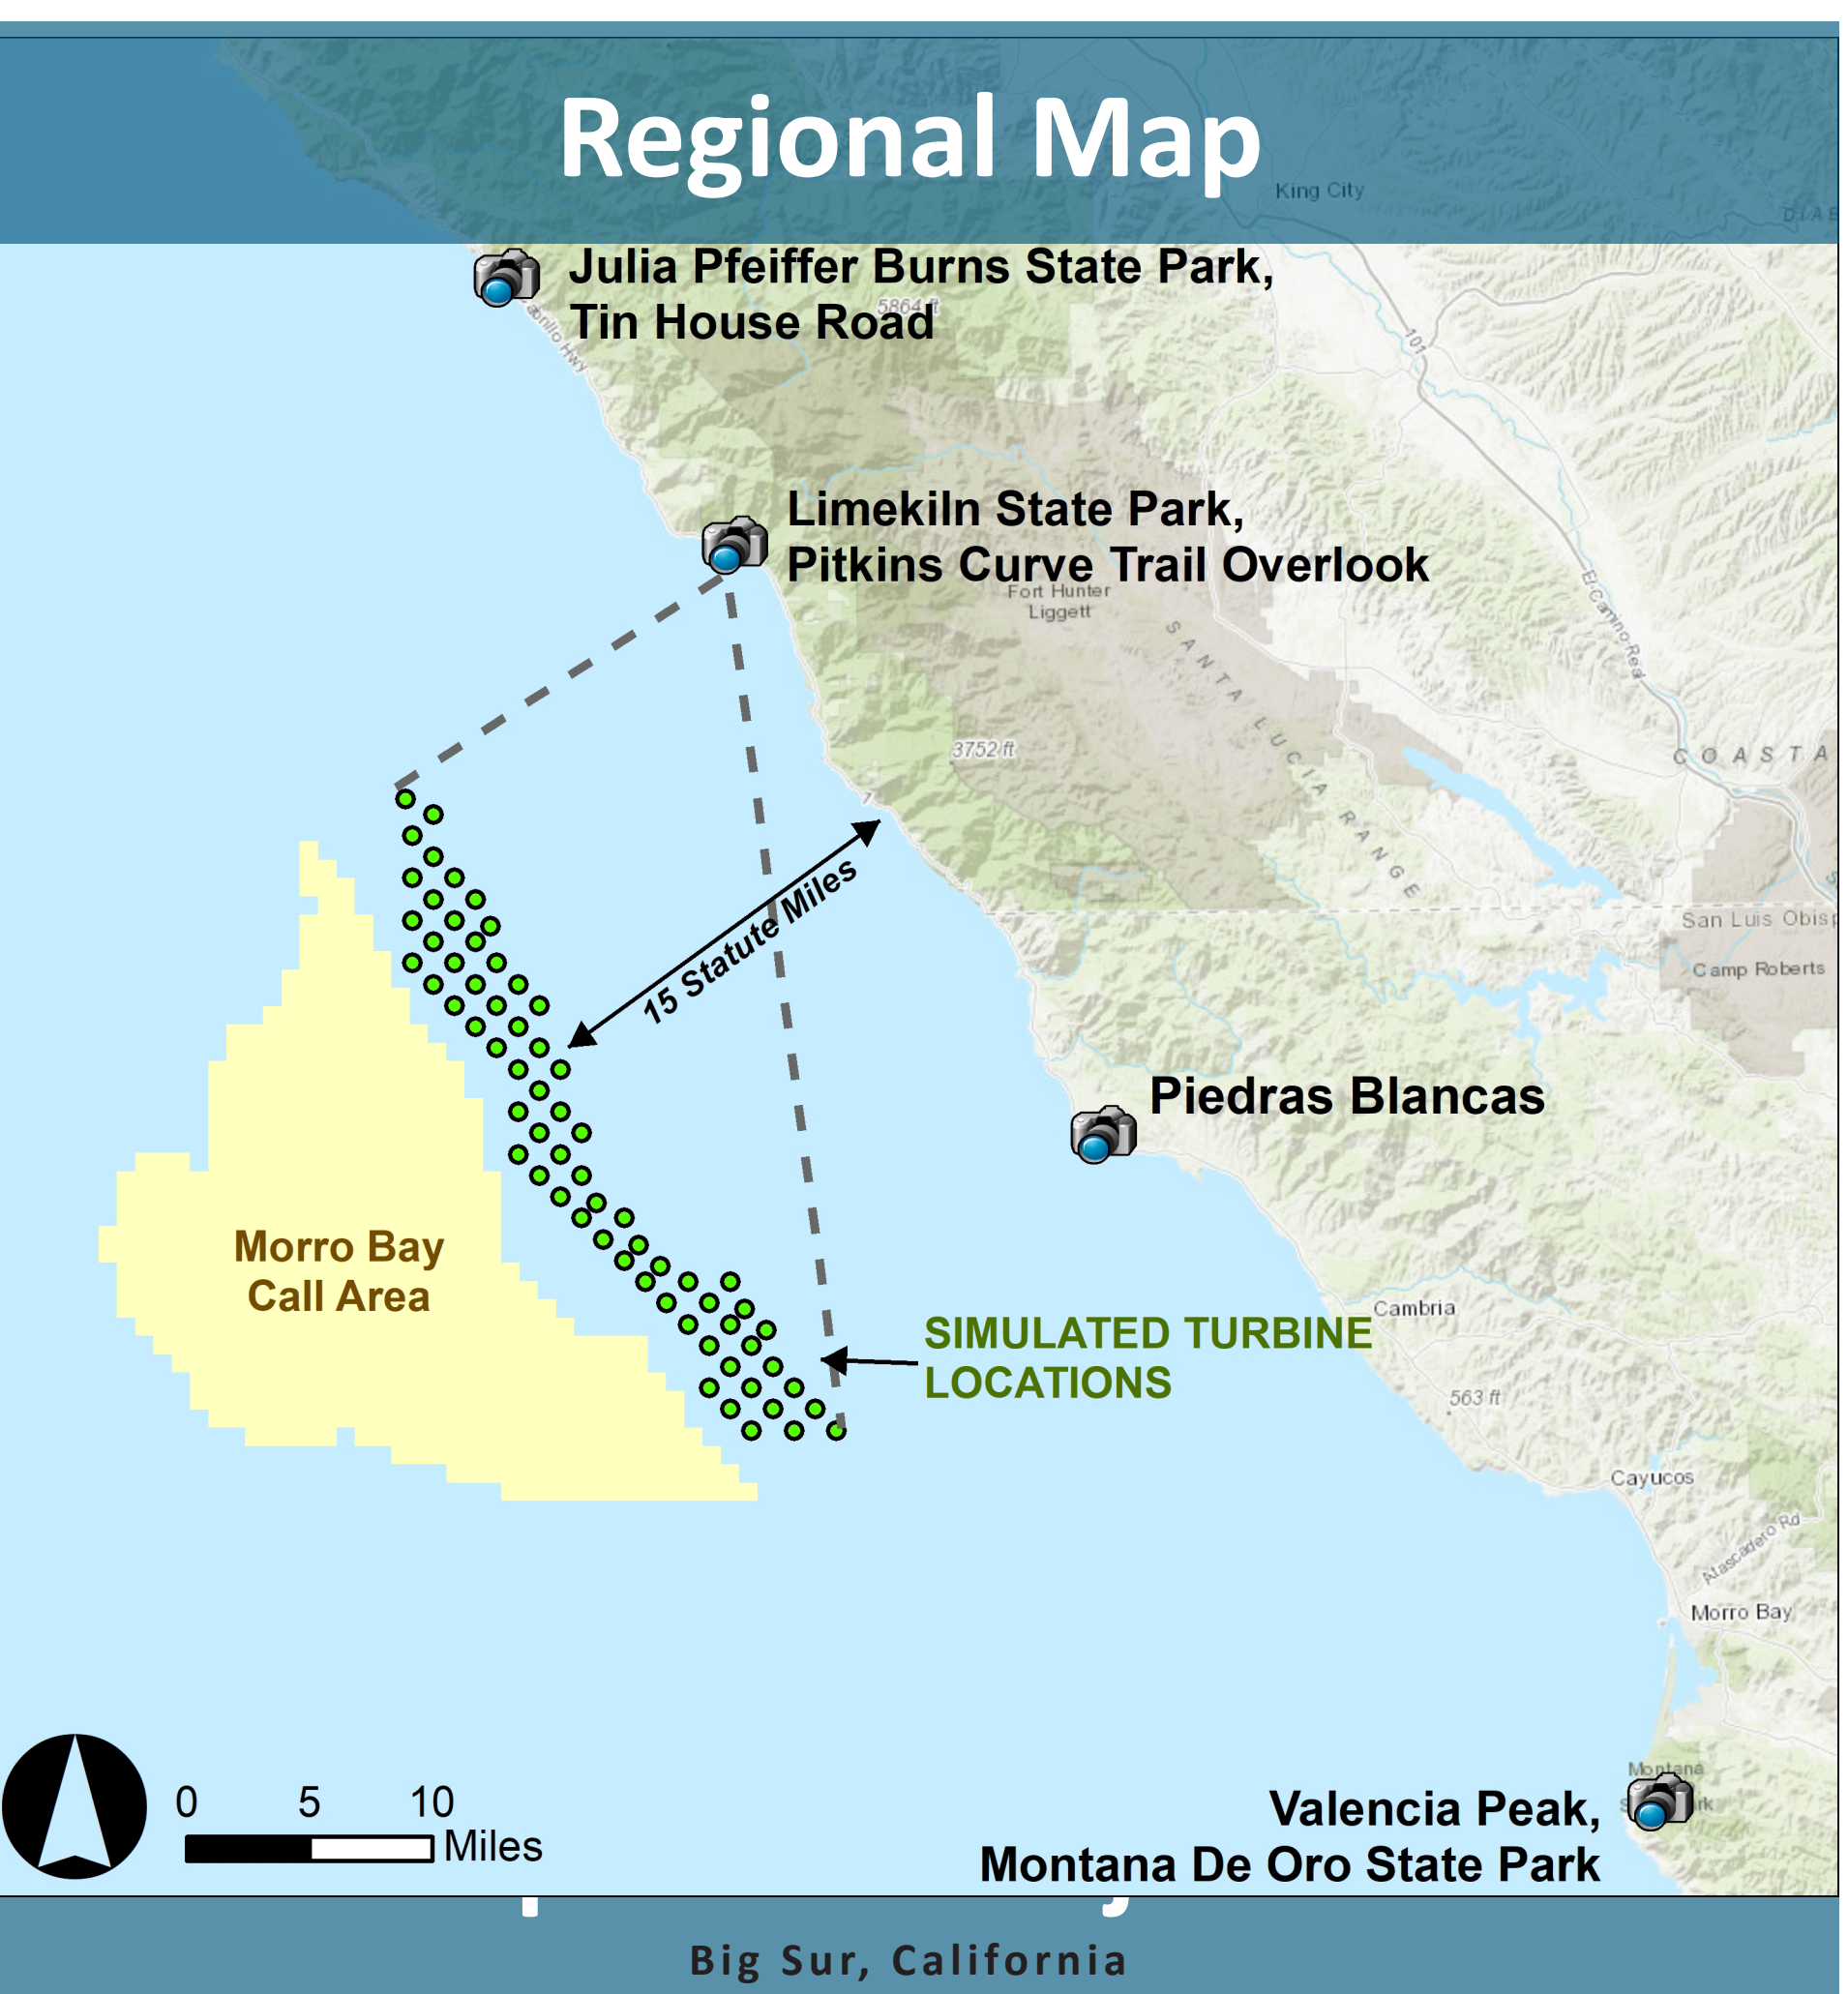 Regional Map
King City
Julia Pfeiffer Burns State Park,
Tin House Road
5864 ft
101
Limekiln State Park,
Pitkins Curve Trail Overlook
Fort Hunter
Liggett
El Camino Real
SANTA LUCIA RANGE
3752 ft
COASTA
1
15 Statute Miles
San Luis Obisp
Camp Roberts
Piedras Blancas
Morro Bay
Call Area
Cambria
SIMULATED TURBINE
LOCATIONS
563 ft
Cayucos
Atascadero Rd
Morro Bay
0 5 10
Miles
Montana
Valencia Peak,
Montana De Oro State Park
Big Sur, California